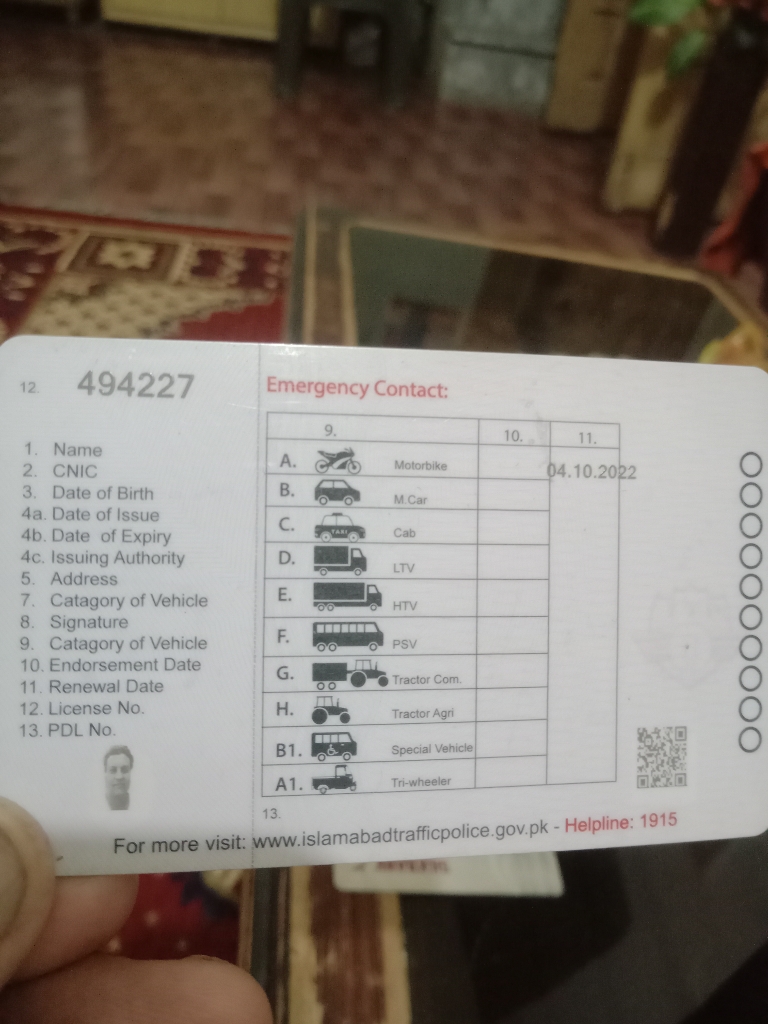 12. 494227
1. Name
2. CNIC
3. Date of Birth
4a. Date of Issue
4b. Date of Expiry
4c. Issuing Authority
5. Address
7. Catagory of Vehicle
8. Signature
9. Catagory of Vehicle
10. Endorsement Date
11. Renewal Date
12. License No.
13. PDL No.
Emergency Contact:
9. 10. 11.
A. Motorbike 04.10.2022
B. M.Car
C. TAXI Cab
D. LTV
E. HTV
F. PSV
G. Tractor Com.
H. Tractor Agri
B1. Special Vehicle
A1. Tri-wheeler
13.
For more visit: www.islamabadtrafficpolice.gov.pk - Helpline: 1915